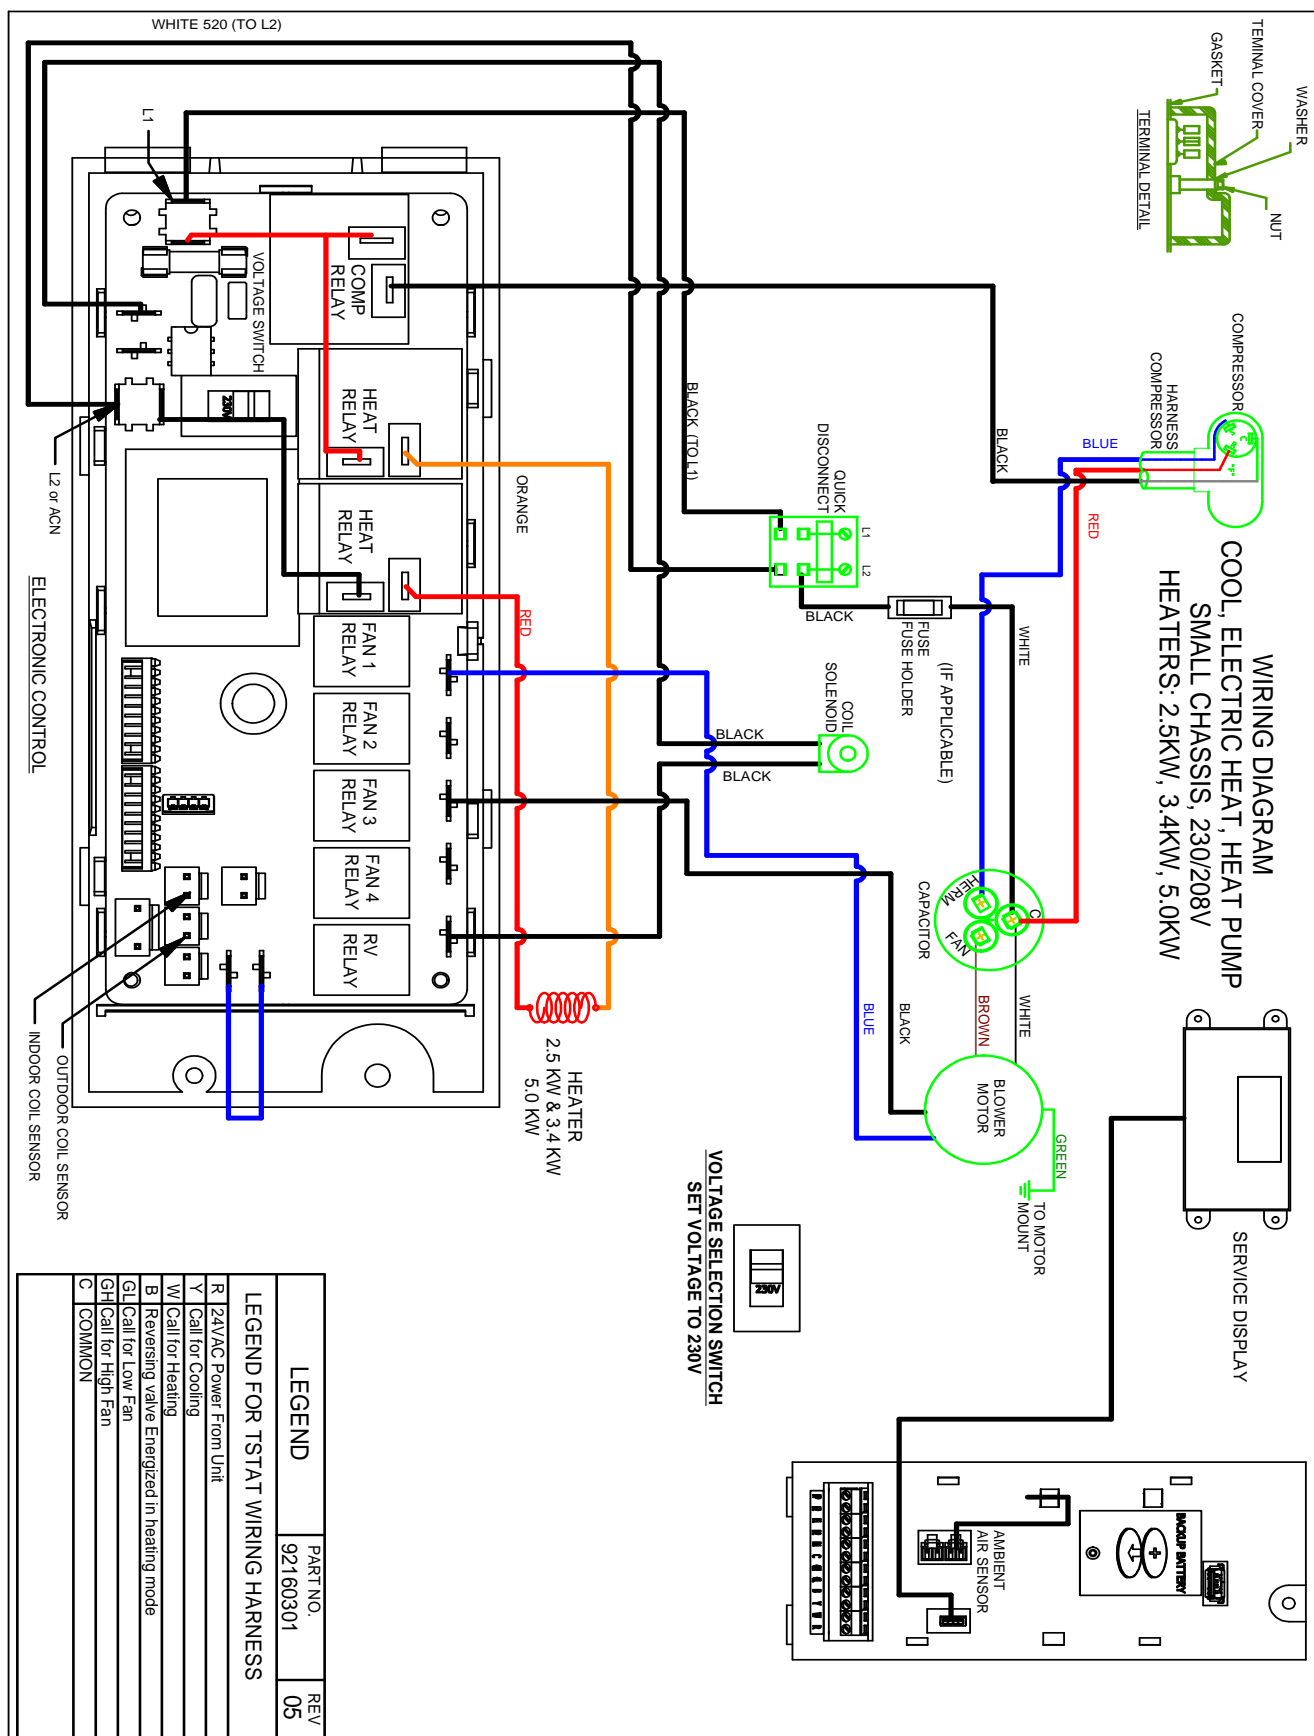 WHITE 520 (TO L2)
WASHER
TEMINAL COVER
GASKET
NUT
TERMINAL DETAIL
WIRING DIAGRAM
COOL, ELECTRIC HEAT, HEAT PUMP
SMALL CHASSIS, 230/208V
HEATERS: 2.5KW, 3.4KW, 5.0KW
COMPRESSOR
COMPRESSOR
HARNESS
C
BLUE
BLACK
RED
L1
VOLTAGE SWITCH
COMP
RELAY
HEAT
RELAY
230V
HEAT
RELAY
FAN 1
RELAY
FAN 2
RELAY
FAN 3
RELAY
FAN 4
RELAY
RV
RELAY
L2 or ACN
ELECTRONIC CONTROL
ORANGE
RED
BLACK (TO L1)
QUICK
DISCONNECT
L1
L2
BLACK
FUSE
FUSE HOLDER
(IF APPLICABLE)
WHITE
COIL
SOLENOID
BLACK
BLACK
HERM
C
FAN
CAPACITOR
WHITE
BROWN
BLACK
BLUE
BLOWER
MOTOR
GREEN
TO MOTOR
MOUNT
HEATER
2.5 KW & 3.4 KW
5.0 KW
OUTDOOR COIL SENSOR
INDOOR COIL SENSOR
VOLTAGE SELECTION SWITCH
SET VOLTAGE TO 230V
230V
SERVICE DISPLAY
BACKUP BATTERY
+
AMBIENT
AIR SENSOR
LEGEND
PART NO.
92160301
REV
05
LEGEND FOR TSTAT WIRING HARNESS
R 24VAC Power From Unit
Y Call for Cooling
W Call for Heating
B Reversing valve Energized in heating mode
GL Call for Low Fan
GH Call for High Fan
C COMMON